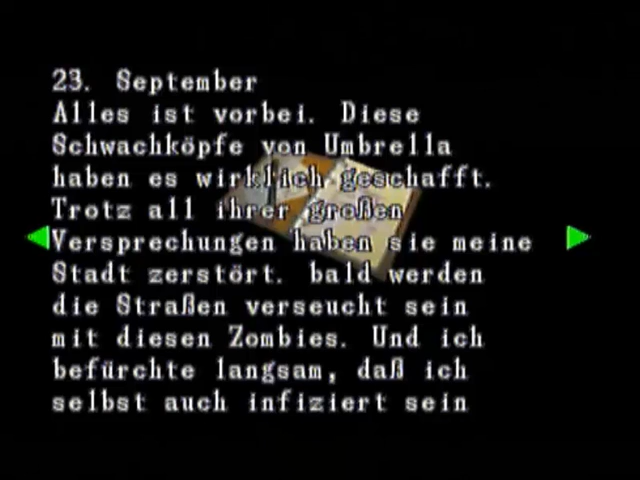 23. September
Alles ist vorbei. Diese
Schwachköpfe von Umbrella
haben es wirklich geschafft.
Trotz all ihrer großen
Versprechungen haben sie meine
Stadt zerstört. bald werden
die Straßen verseucht sein
mit diesen Zombies. Und ich
befürchte langsam, daß ich
selbst auch infiziert sein